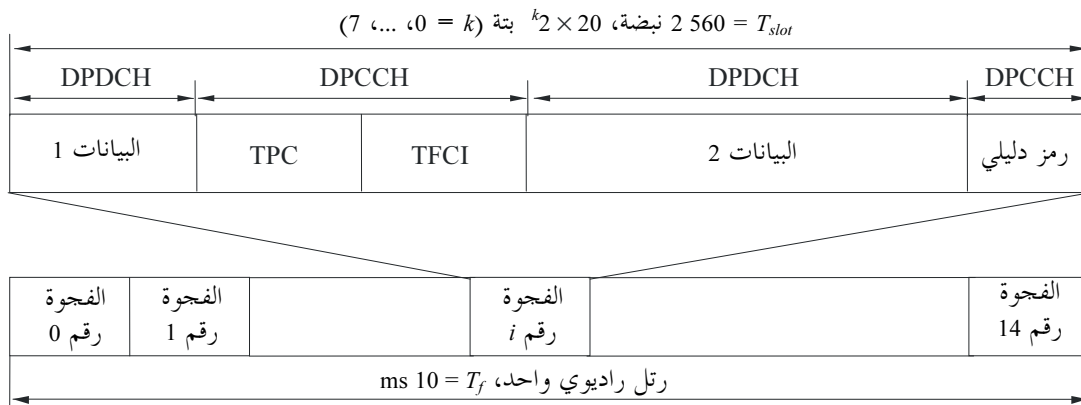 2 560 = T_slot نبضة، 20 × 2^k بتة (k = 0، ...، 7)
DPDCH DPCCH DPDCH DPCCH
البيانات 1 TPC TFCI البيانات 2 رمز دليلي
الفجوة رقم 0
الفجوة رقم 1
الفجوة رقم i
الفجوة رقم 14
رتل راديوي واحد، ms 10 = T_f